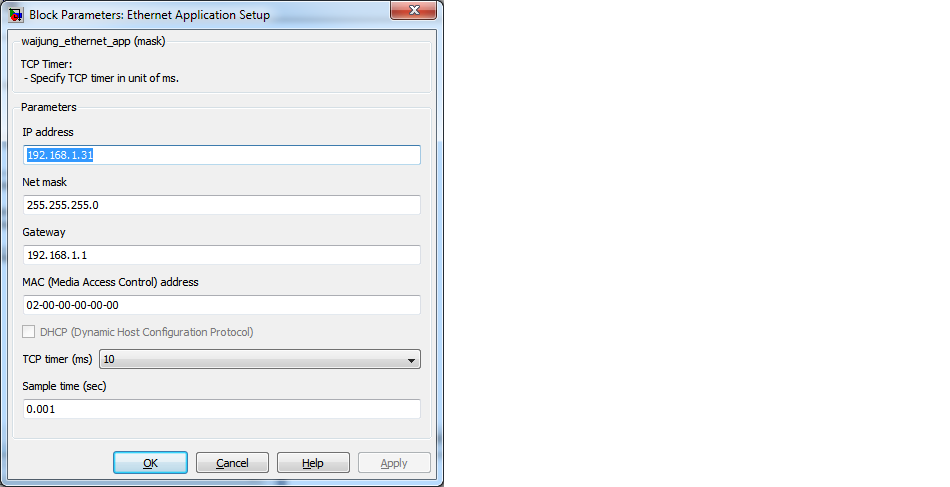 Block Parameters: Ethernet Application Setup
waijung_ethernet_app (mask)
TCP Timer:
- Specify TCP timer in unit of ms.
Parameters
IP address
192.168.1.31
Net mask
255.255.255.0
Gateway
192.168.1.1
MAC (Media Access Control) address
02-00-00-00-00-00
DHCP (Dynamic Host Configuration Protocol)
TCP timer (ms) 10
Sample time (sec)
0.001
OK Cancel Help Apply